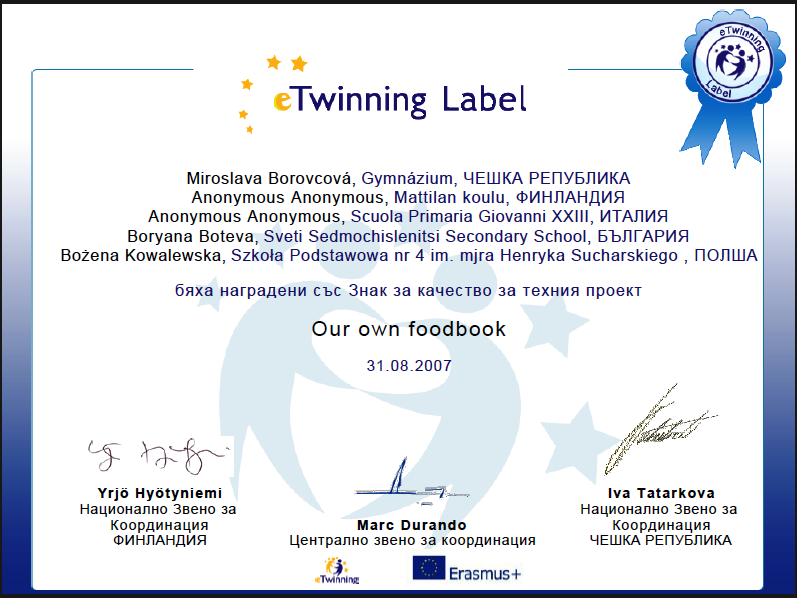 eTwinning
Label
eTwinning Label
Miroslava Borovcová, Gymnázium, ЧЕШКА РЕПУБЛИКА
Anonymous Anonymous, Mattilan koulu, ФИНЛАНДИЯ
Anonymous Anonymous, Scuola Primaria Giovanni XXIII, ИТАЛИЯ
Boryana Boteva, Sveti Sedmochislenitsi Secondary School, БЪЛГАРИЯ
Bożena Kowalewska, Szkoła Podstawowa nr 4 im. mjra Henryka Sucharskiego , ПОЛША
бяха наградени със Знак за качество за техния проект
Our own foodbook
31.08.2007
Yrjö Hyötyniemi
Национално Звено за
Координация
ФИНЛАНДИЯ
Marc Durando
Централно звено за координация
Iva Tatarkova
Национално Звено за
Координация
ЧЕШКА РЕПУБЛИКА
eTwinning
Erasmus+